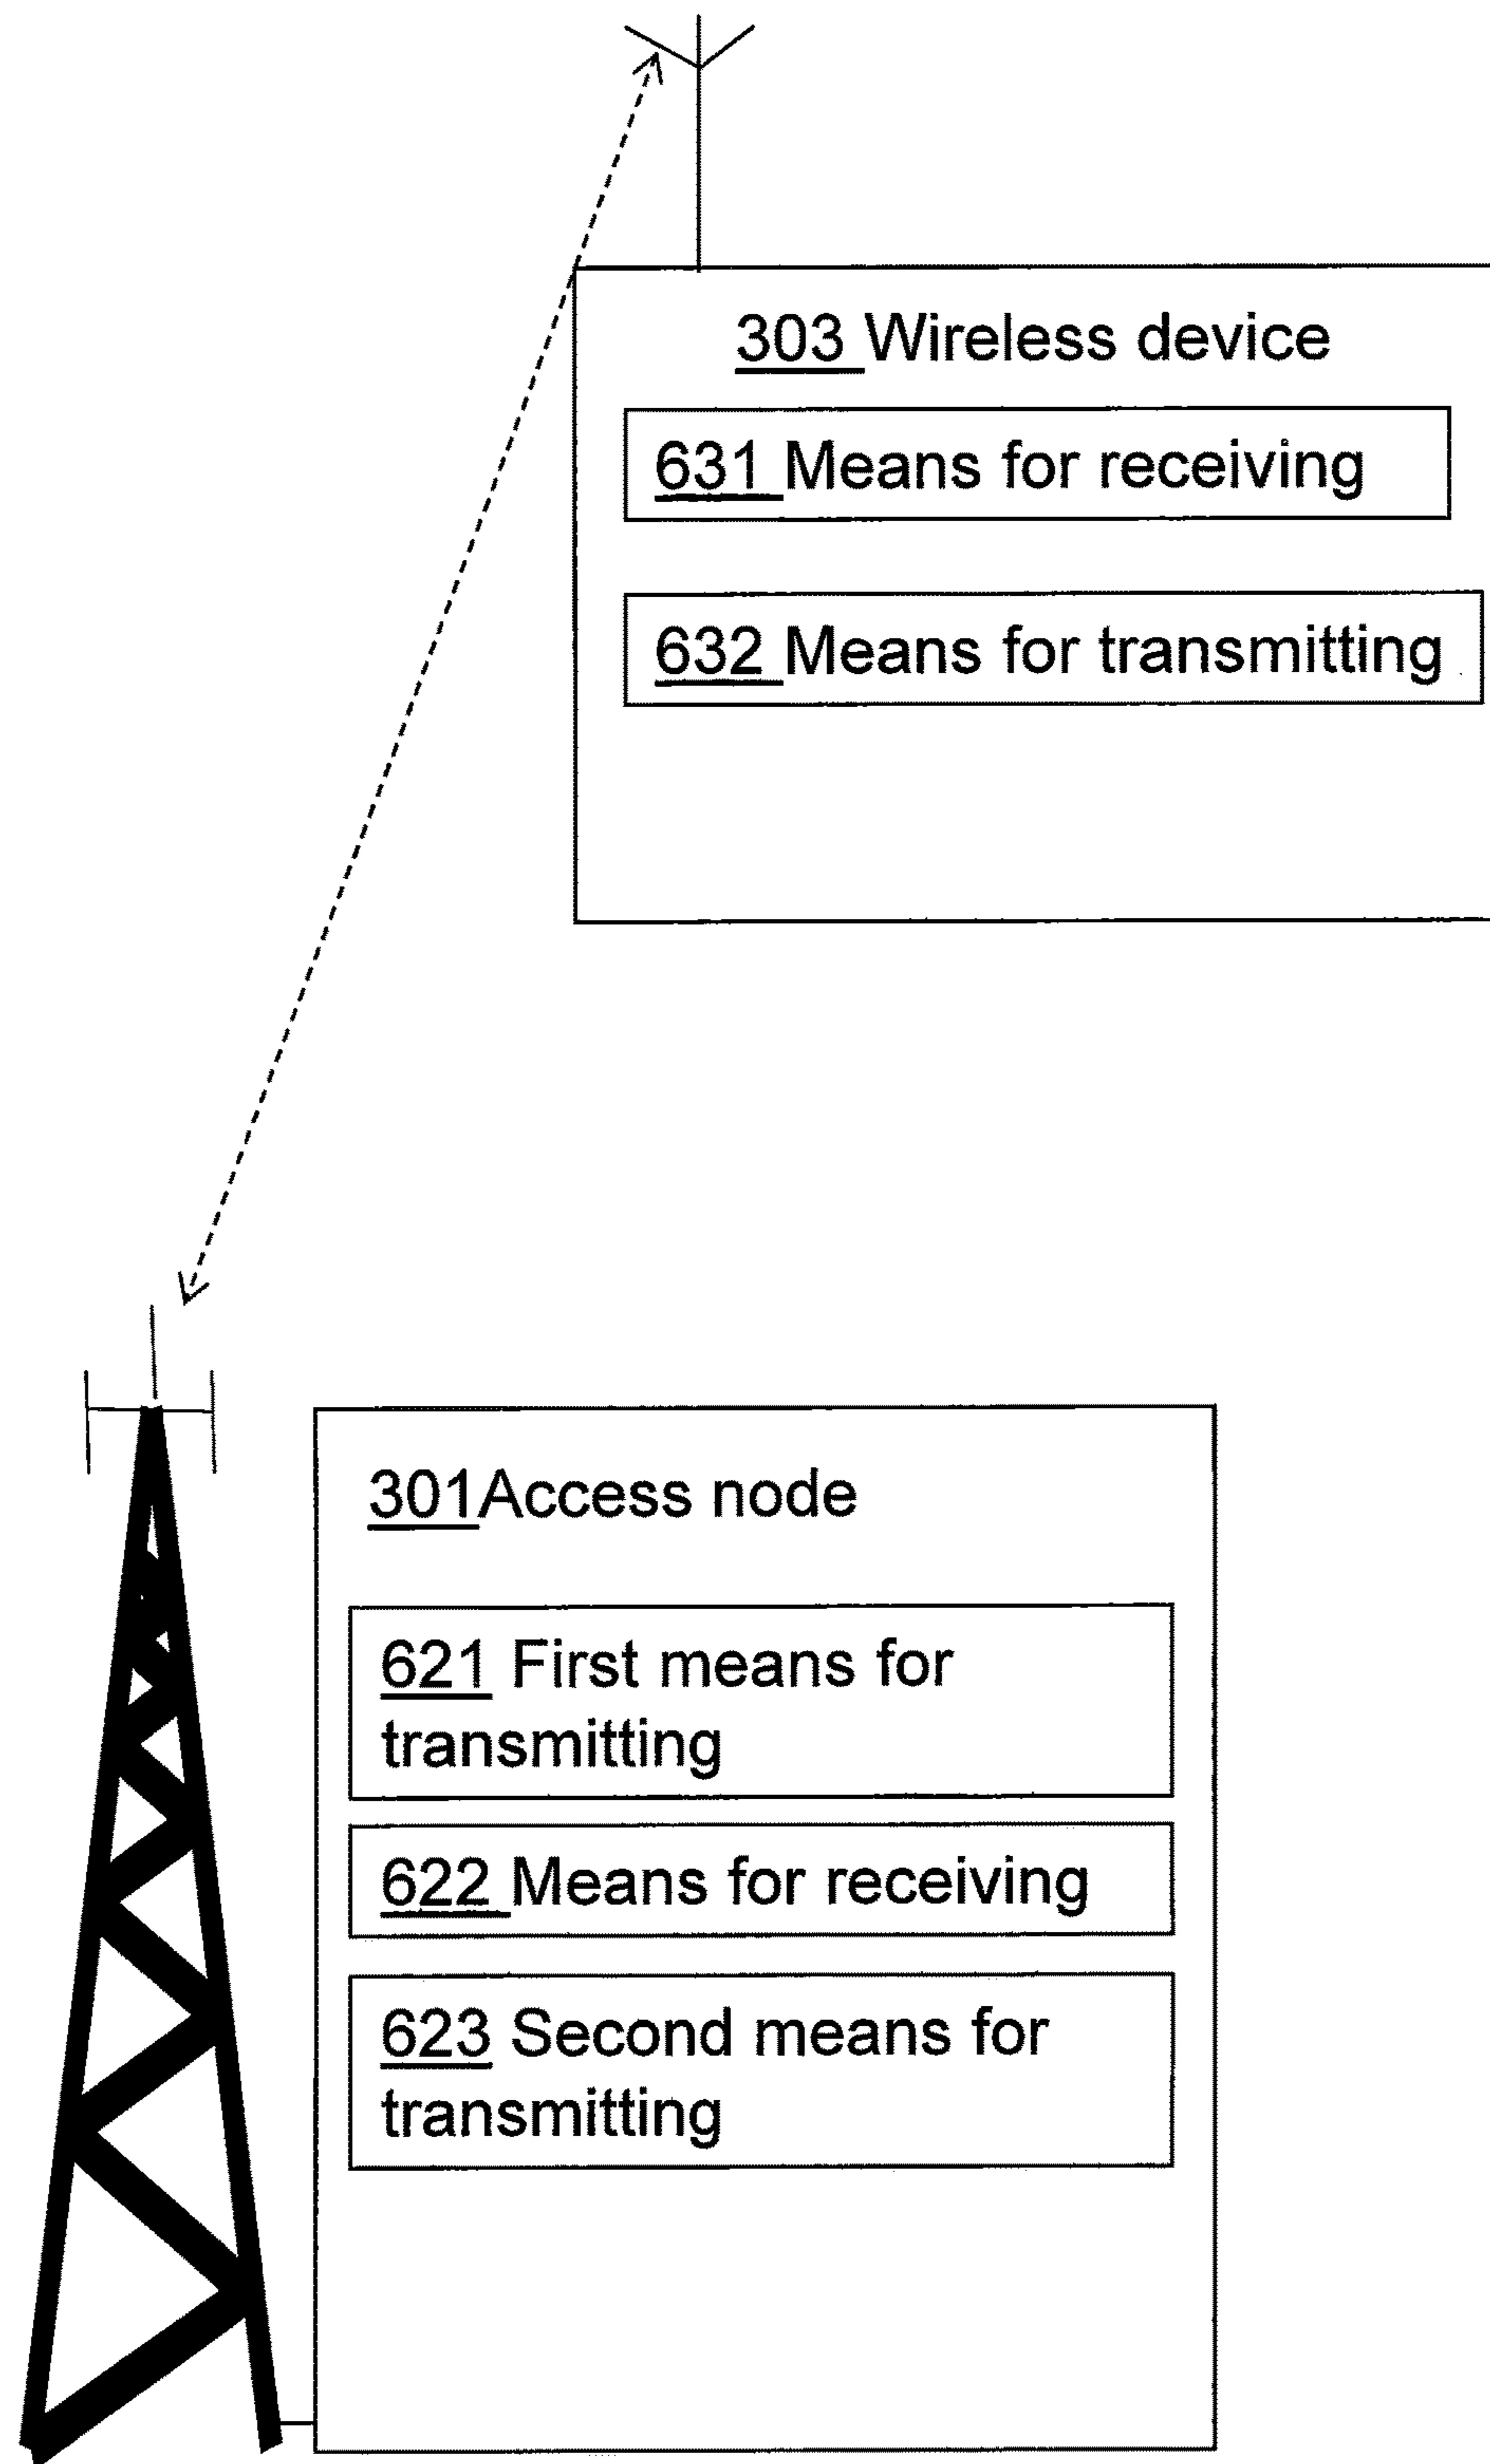 303 Wireless device
631 Means for receiving
632 Means for transmitting
301Access node
621 First means for
transmitting
622 Means for receiving
623 Second means for
transmitting